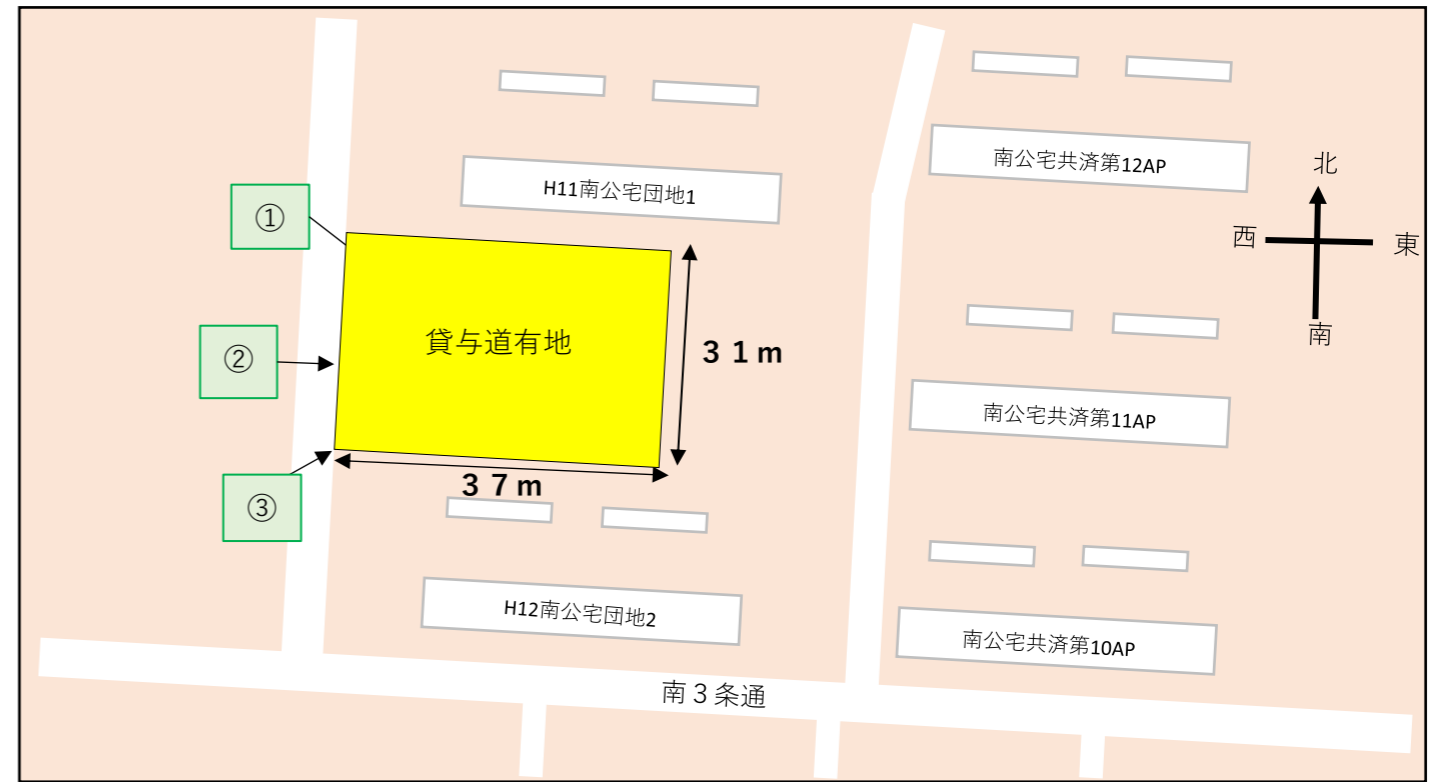 南公宅共済第12AP
北
H11南公宅団地1
①
西
東
貸与道有地
３１ｍ
②
南
南公宅共済第11AP
３７ｍ
③
H12南公宅団地2
南公宅共済第10AP
南３条通